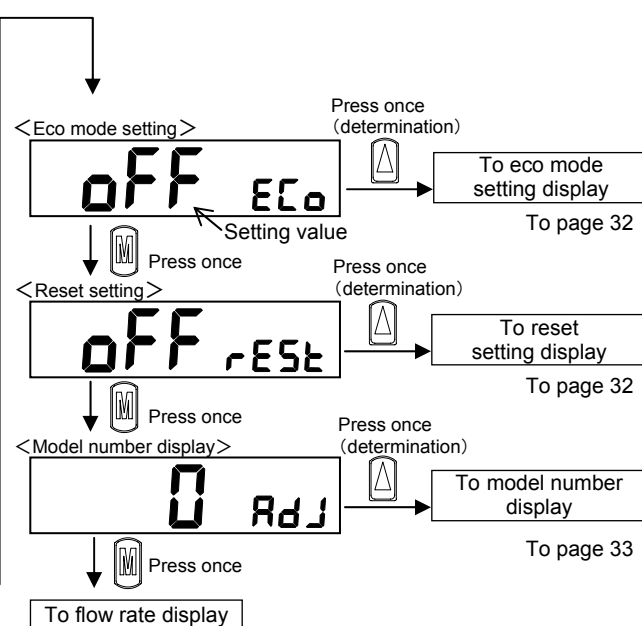 <Eco mode setting>
Press once
(determination)
oFF ECo
Setting value
To eco mode
setting display
To page 32
M Press once
<Reset setting>
Press once
(determination)
oFF rESt
To reset
setting display
To page 32
M Press once
<Model number display>
Press once
(determination)
0 AdJ
To model number
display
To page 33
M Press once
To flow rate display